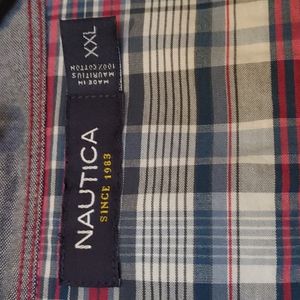 NAUTICA
SINCE 1983
XXL
MADE IN
MAURITIUS
100% COTTON